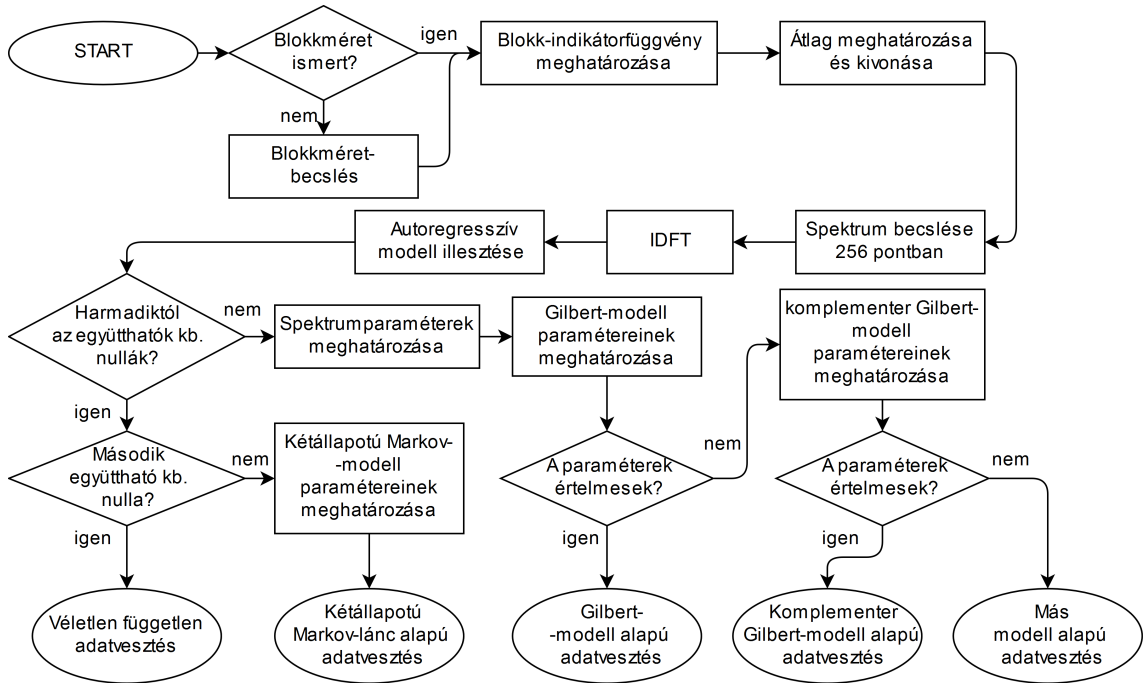 START
Blokkméret
ismert?
igen
nem
Blokkméret-
becslés
Blokk-indikátorfüggvény
meghatározása
Átlag meghatározása
és kivonása
Spektrum becslése
256 pontban
IDFT
Autoregresszív
modell illesztése
Harmadiktól
az együtthatók kb.
nullák?
nem
igen
Spektrumparaméterek
meghatározása
Gilbert-modell
paramétereinek
meghatározása
komplementer Gilbert-
modell
paramétereinek
meghatározása
Második
együttható kb.
nulla?
nem
igen
Kétállapotú Markov-
-modell
paramétereinek
meghatározása
A paraméterek
értelmesek?
nem
igen
A paraméterek
értelmesek?
nem
igen
Véletlen független
adatvesztés
Kétállapotú
Markov-lánc alapú
adatvesztés
Gilbert-
-modell alapú
adatvesztés
Komplementer
Gilbert-modell alapú
adatvesztés
Más
modell alapú
adatvesztés